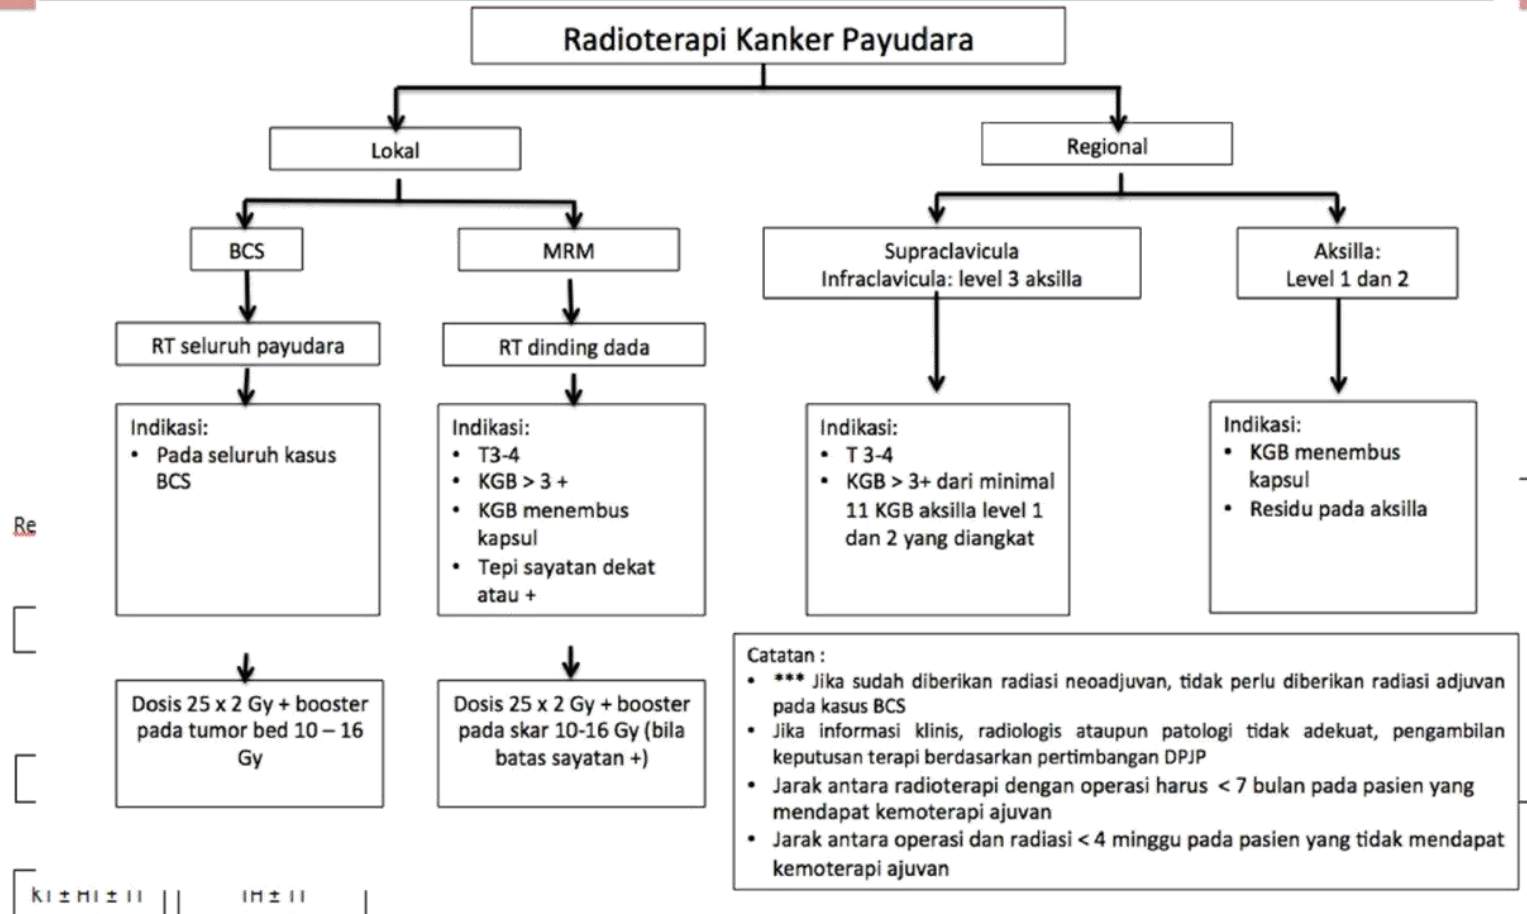 Radioterapi Kanker Payudara
Lokal
Regional
BCS
MRM
Supraclavicula
Infraclavicula: level 3 aksilla
Aksilla:
Level 1 dan 2
RT seluruh payudara
RT dinding dada
Indikasi:
• Pada seluruh kasus
BCS
Indikasi:
• T3-4
• KGB > 3 +
• KGB menembus
kapsul
• Tepi sayatan dekat
atau +
Indikasi:
• T 3-4
• KGB > 3+ dari minimal
11 KGB aksilla level 1
dan 2 yang diangkat
Indikasi:
• KGB menembus
kapsul
• Residu pada aksilla
Re
Dosis 25 x 2 Gy + booster
pada tumor bed 10 – 16
Gy
Dosis 25 x 2 Gy + booster
pada skar 10-16 Gy (bila
batas sayatan +)
Catatan :
• *** Jika sudah diberikan radiasi neoadjuvan, tidak perlu diberikan radiasi adjuvan
pada kasus BCS
• Jika informasi klinis, radiologis ataupun patologi tidak adekuat, pengambilan
keputusan terapi berdasarkan pertimbangan DPJP
• Jarak antara radioterapi dengan operasi harus < 7 bulan pada pasien yang
mendapat kemoterapi ajuvan
• Jarak antara operasi dan radiasi < 4 minggu pada pasien yang tidak mendapat
kemoterapi ajuvan